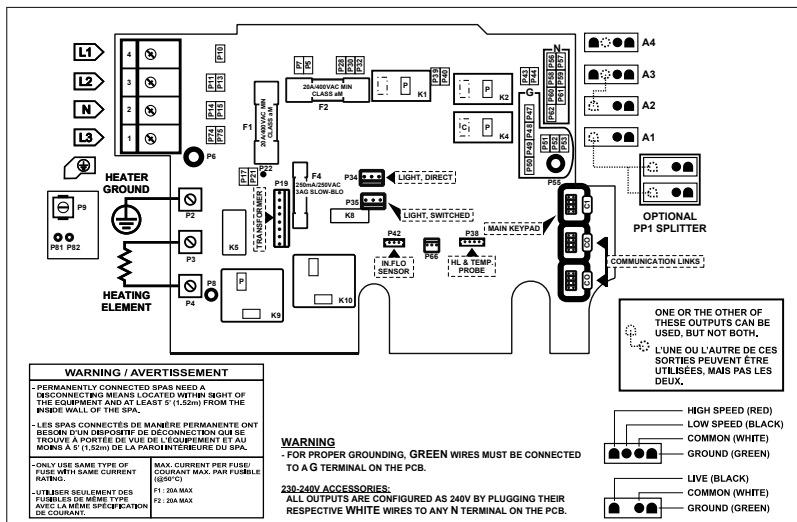 L1
L2
N
L3
4
3
2
1
P10
P11
P13
P14
P15
P74
P75
P6
P7
P5
P28
P30
P32
20A/400VAC MIN
CLASS aM
F2
F1
20A/400VAC MIN
CLASS aM
P
K1
P39
P40
P
K2
C
P
K4
P43
P44
N
P56
P57
P58
P59
P60
P61
P62
G
P47
P48
P49
P50
P51
P52
P53
P55
A4
A3
A2
A1
OPTIONAL
PP1 SPLITTER
P17
P21
P22
P19
TRANSFORMER
F4
250mA/250VAC
3AG SLOW-BLO
P34
LIGHT, DIRECT
P35
K8
LIGHT, SWITCHED
P42
IN.FLO
SENSOR
P66
P38
HL & TEMP.
PROBE
MAIN KEYPAD
C1
CO
CO
COMMUNICATION LINKS
HEATER
GROUND
P9
P81
P82
P2
P3
P4
P8
HEATING
ELEMENT
K5
P
K9
K10
ONE OR THE OTHER OF
THESE OUTPUTS CAN BE
USED, BUT NOT BOTH.
L'UNE OU L'AUTRE DE CES
SORTIES PEUVENT ÊTRE
UTILISÉES, MAIS PAS LES
DEUX.
WARNING / AVERTISSEMENT
- PERMANENTLY CONNECTED SPAS NEED A
DISCONNECTING MEANS LOCATED WITHIN SIGHT OF
THE EQUIPMENT AND AT LEAST 5' (1.52m) FROM THE
INSIDE WALL OF THE SPA.
- LES SPAS CONNECTÉS DE MANIÈRE PERMANENTE ONT
BESOIN D'UN DISPOSITIF DE DÉCONNECTION QUI SE
TROUVE À PORTÉE DE VUE DE L'ÉQUIPEMENT ET AU
MOINS À 5' (1,52m) DE LA PAROI INTÉRIEURE DU SPA.
- ONLY USE SAME TYPE OF
FUSE WITH SAME CURRENT
RATING.
- UTILISER SEULEMENT DES
FUSIBLES DE MÊME TYPE
AVEC LA MÊME SPÉCIFICATION
DE COURANT.
MAX. CURRENT PER FUSE/
COURANT MAX. PAR FUSIBLE
(@50°C)
F1 : 20A MAX
F2 : 20A MAX
WARNING
- FOR PROPER GROUNDING, GREEN WIRES MUST BE CONNECTED
TO A G TERMINAL ON THE PCB.
230-240V ACCESSORIES:
ALL OUTPUTS ARE CONFIGURED AS 240V BY PLUGGING THEIR
RESPECTIVE WHITE WIRES TO ANY N TERMINAL ON THE PCB.
HIGH SPEED (RED)
LOW SPEED (BLACK)
COMMON (WHITE)
GROUND (GREEN)
LIVE (BLACK)
COMMON (WHITE)
GROUND (GREEN)